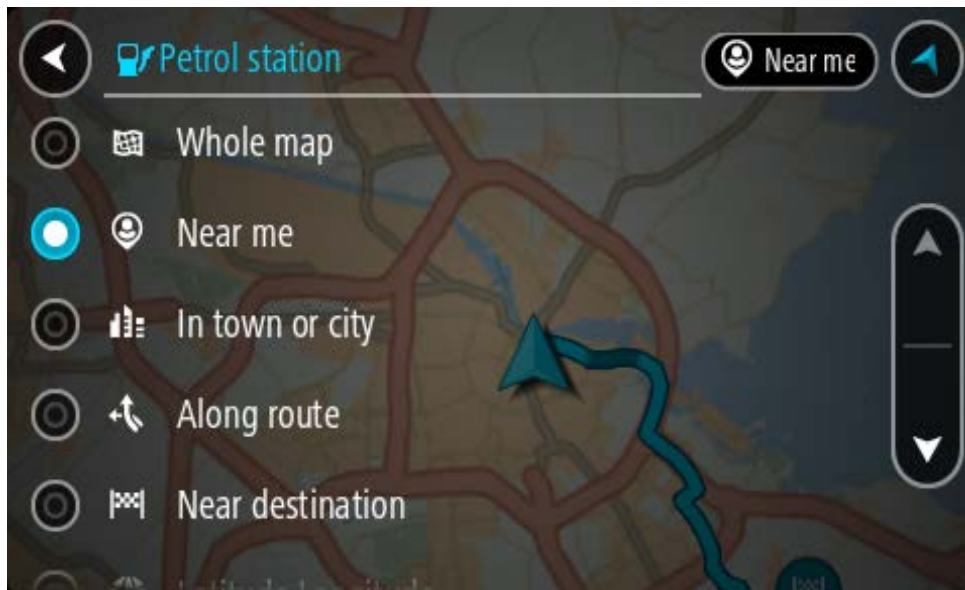 Petrol station
Near me
Whole map
Near me
In town or city
Along route
Near destination